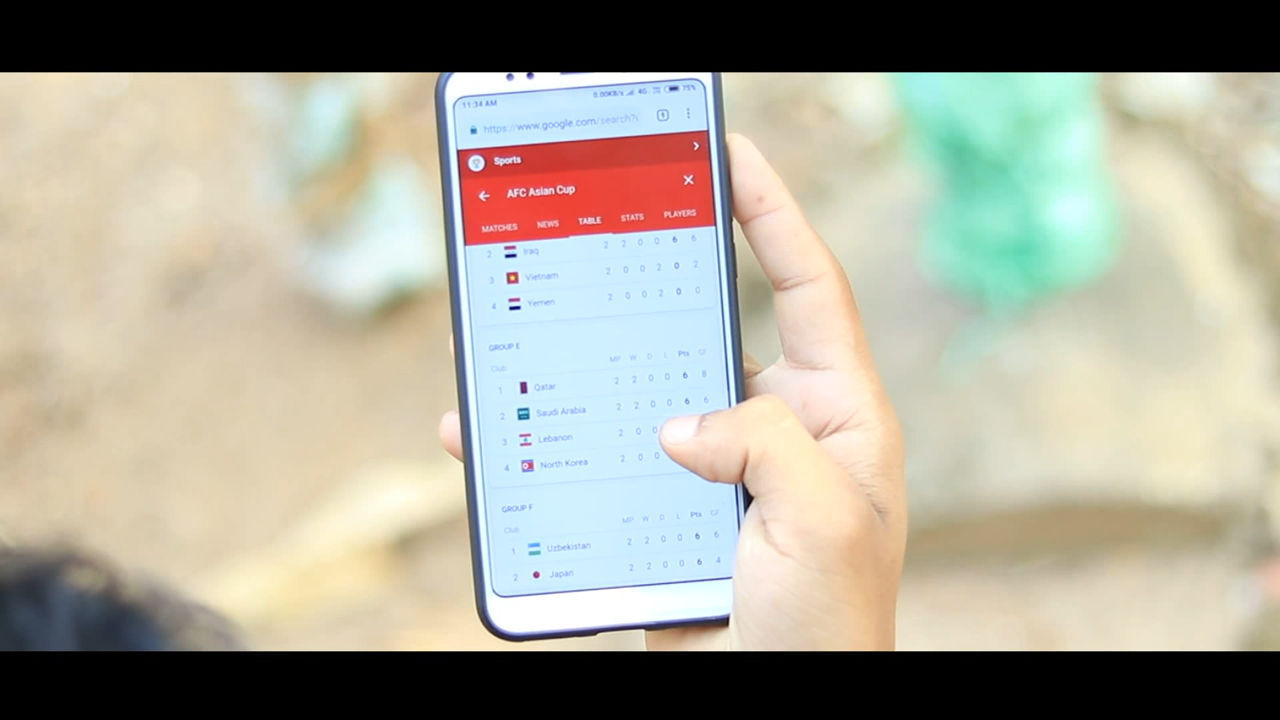 11:34 AM 0.00KB/s 4G 75%
https://www.google.com/search?
Sports
AFC Asian Cup
MATCHES NEWS TABLE STATS PLAYERS
2 Iraq 2 2 0 0 6 6
3 Vietnam 2 0 0 2 0 2
4 Yemen 2 0 0 2 0 0
GROUP E
Club MP W D L Pts GF
1 Qatar 2 2 0 0 6 8
2 Saudi Arabia 2 2 0 0 6 6
3 Lebanon 2 0 0
4 North Korea 2 0 0
GROUP F
Club MP W D L Pts GF
1 Uzbekistan 2 2 0 0 6 6
2 Japan 2 2 0 0 6 4